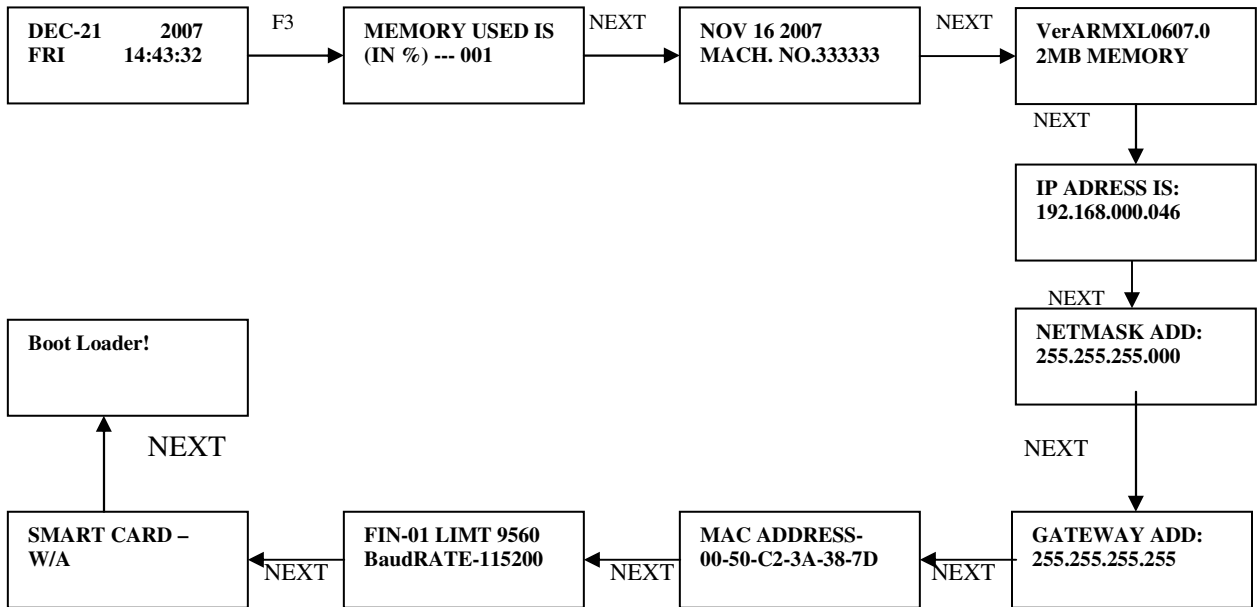 DEC-21 2007
FRI 14:43:32
F3
MEMORY USED IS
(IN %) --- 001
NEXT
NOV 16 2007
MACH. NO.333333
NEXT
VerARMXL0607.0
2MB MEMORY
NEXT
IP ADRESS IS:
192.168.000.046
NEXT
NETMASK ADD:
255.255.255.000
NEXT
GATEWAY ADD:
255.255.255.255
NEXT
MAC ADDRESS-
00-50-C2-3A-38-7D
NEXT
FIN-01 LIMT 9560
BaudRATE-115200
NEXT
SMART CARD –
W/A
NEXT
Boot Loader!